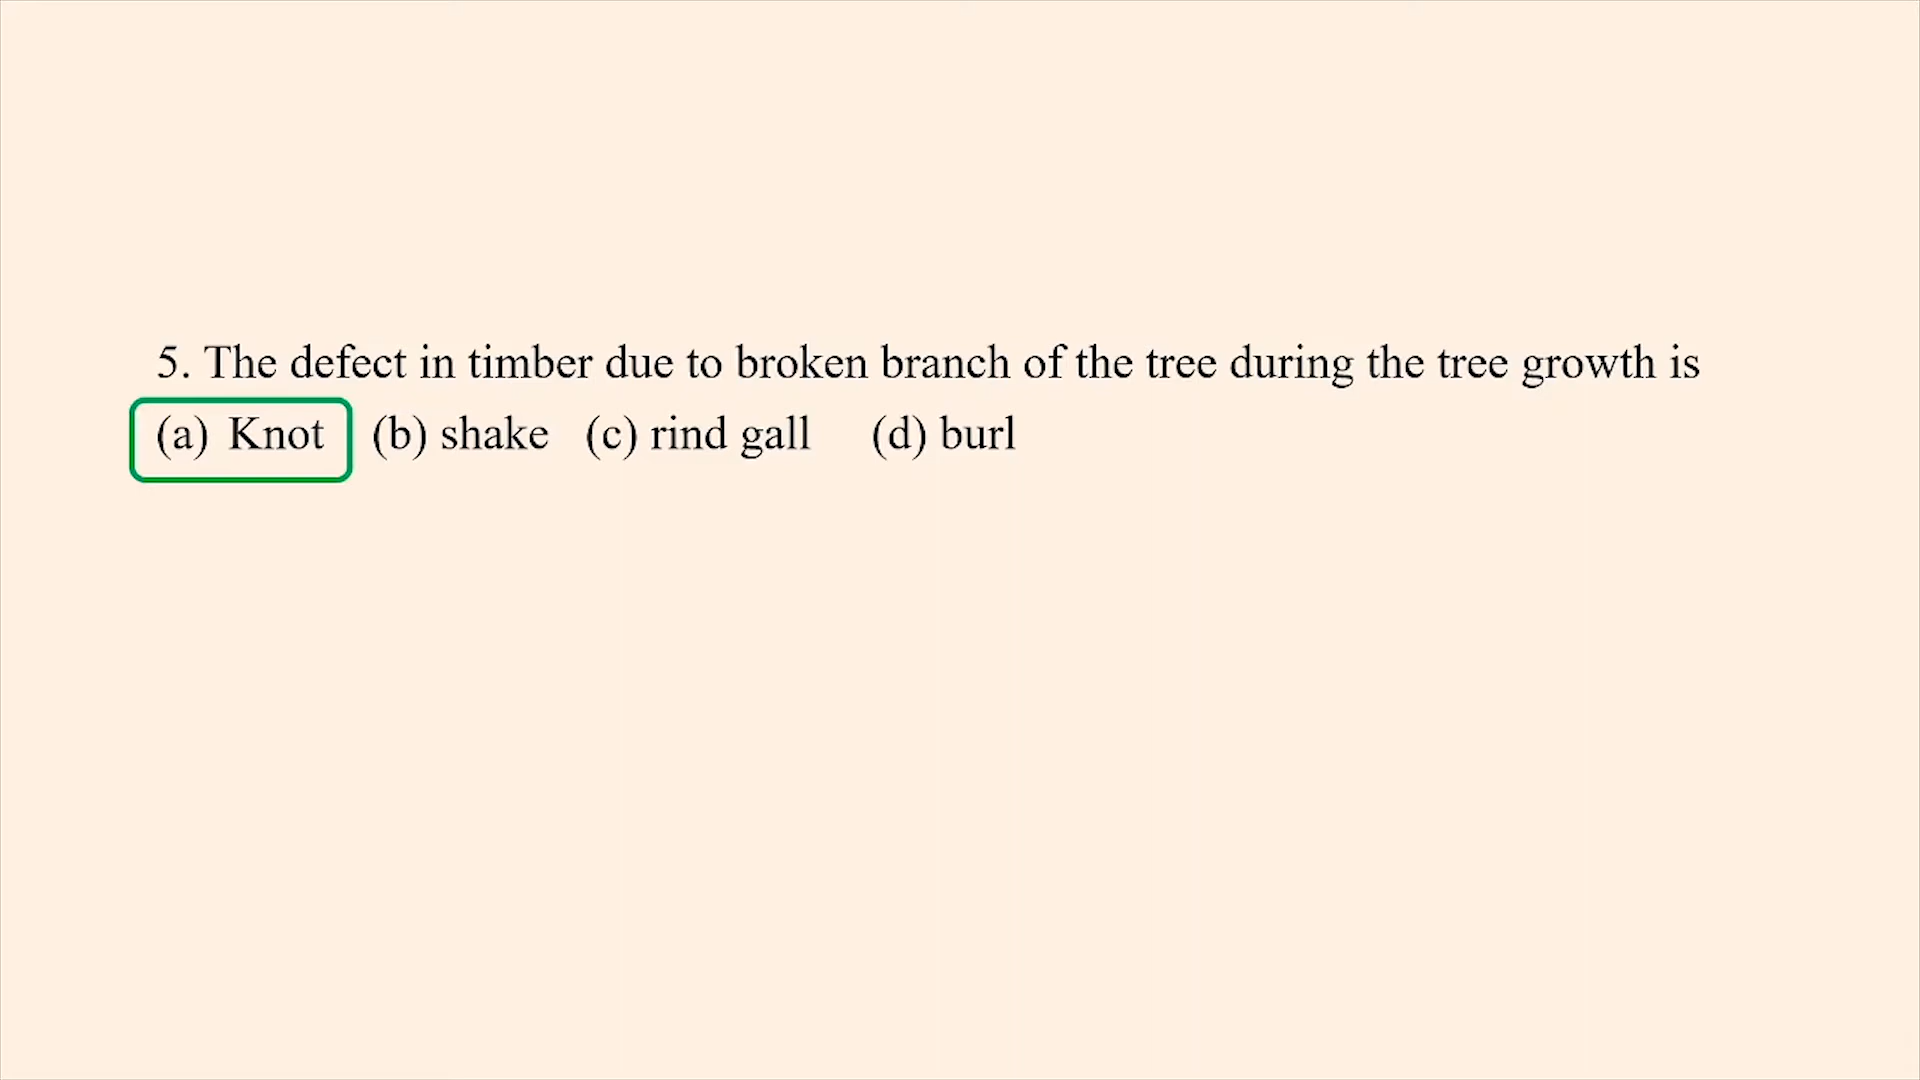 5. The defect in timber due to broken branch of the tree during the tree growth is
(a) Knot (b) shake (c) rind gall (d) burl